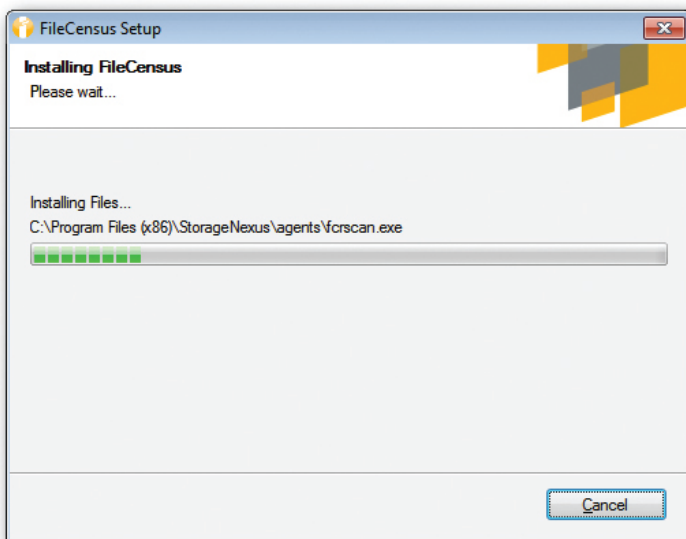 FileCensus Setup
Installing FileCensus
Please wait...
Installing Files...
C:\Program Files (x86)\StorageNexus\agents\fcrscan.exe
Cancel